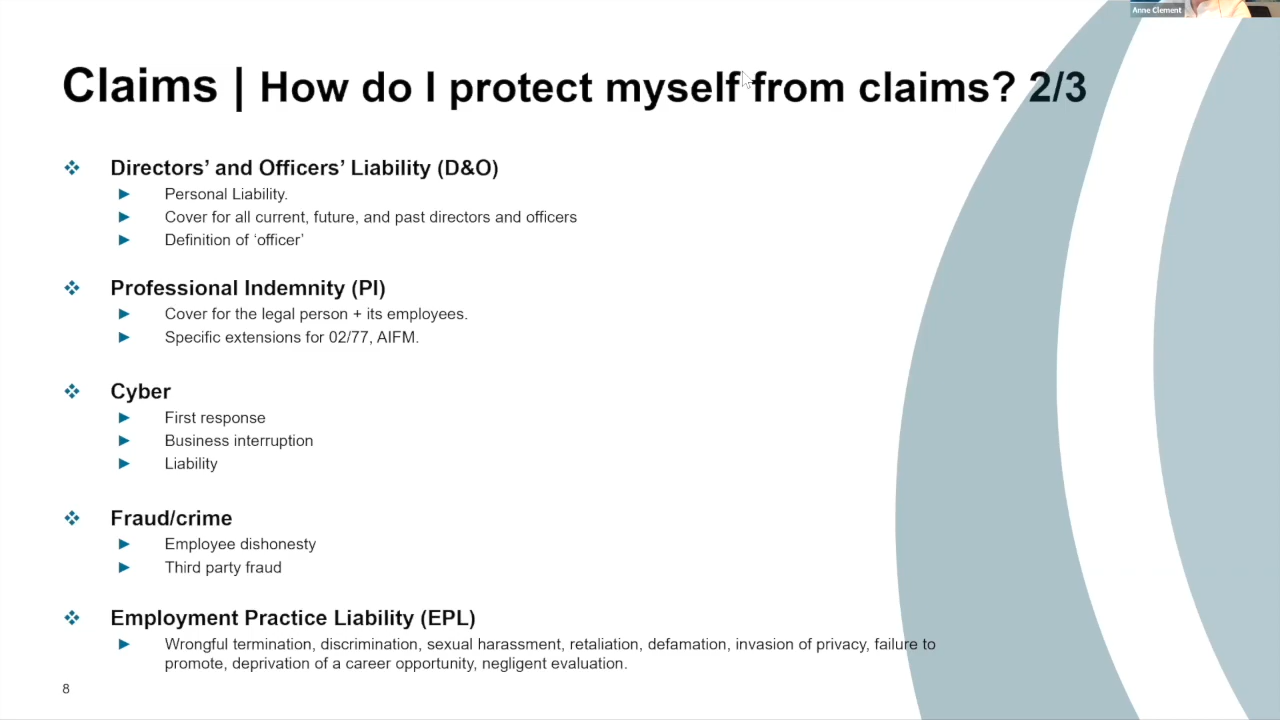 Anne Clement
Claims | How do I protect myself from claims? 2/3
Directors’ and Officers’ Liability (D&O)
Personal Liability.
Cover for all current, future, and past directors and officers
Definition of ‘officer’
Professional Indemnity (PI)
Cover for the legal person + its employees.
Specific extensions for 02/77, AIFM.
Cyber
First response
Business interruption
Liability
Fraud/crime
Employee dishonesty
Third party fraud
Employment Practice Liability (EPL)
Wrongful termination, discrimination, sexual harassment, retaliation, defamation, invasion of privacy, failure to
promote, deprivation of a career opportunity, negligent evaluation.
8